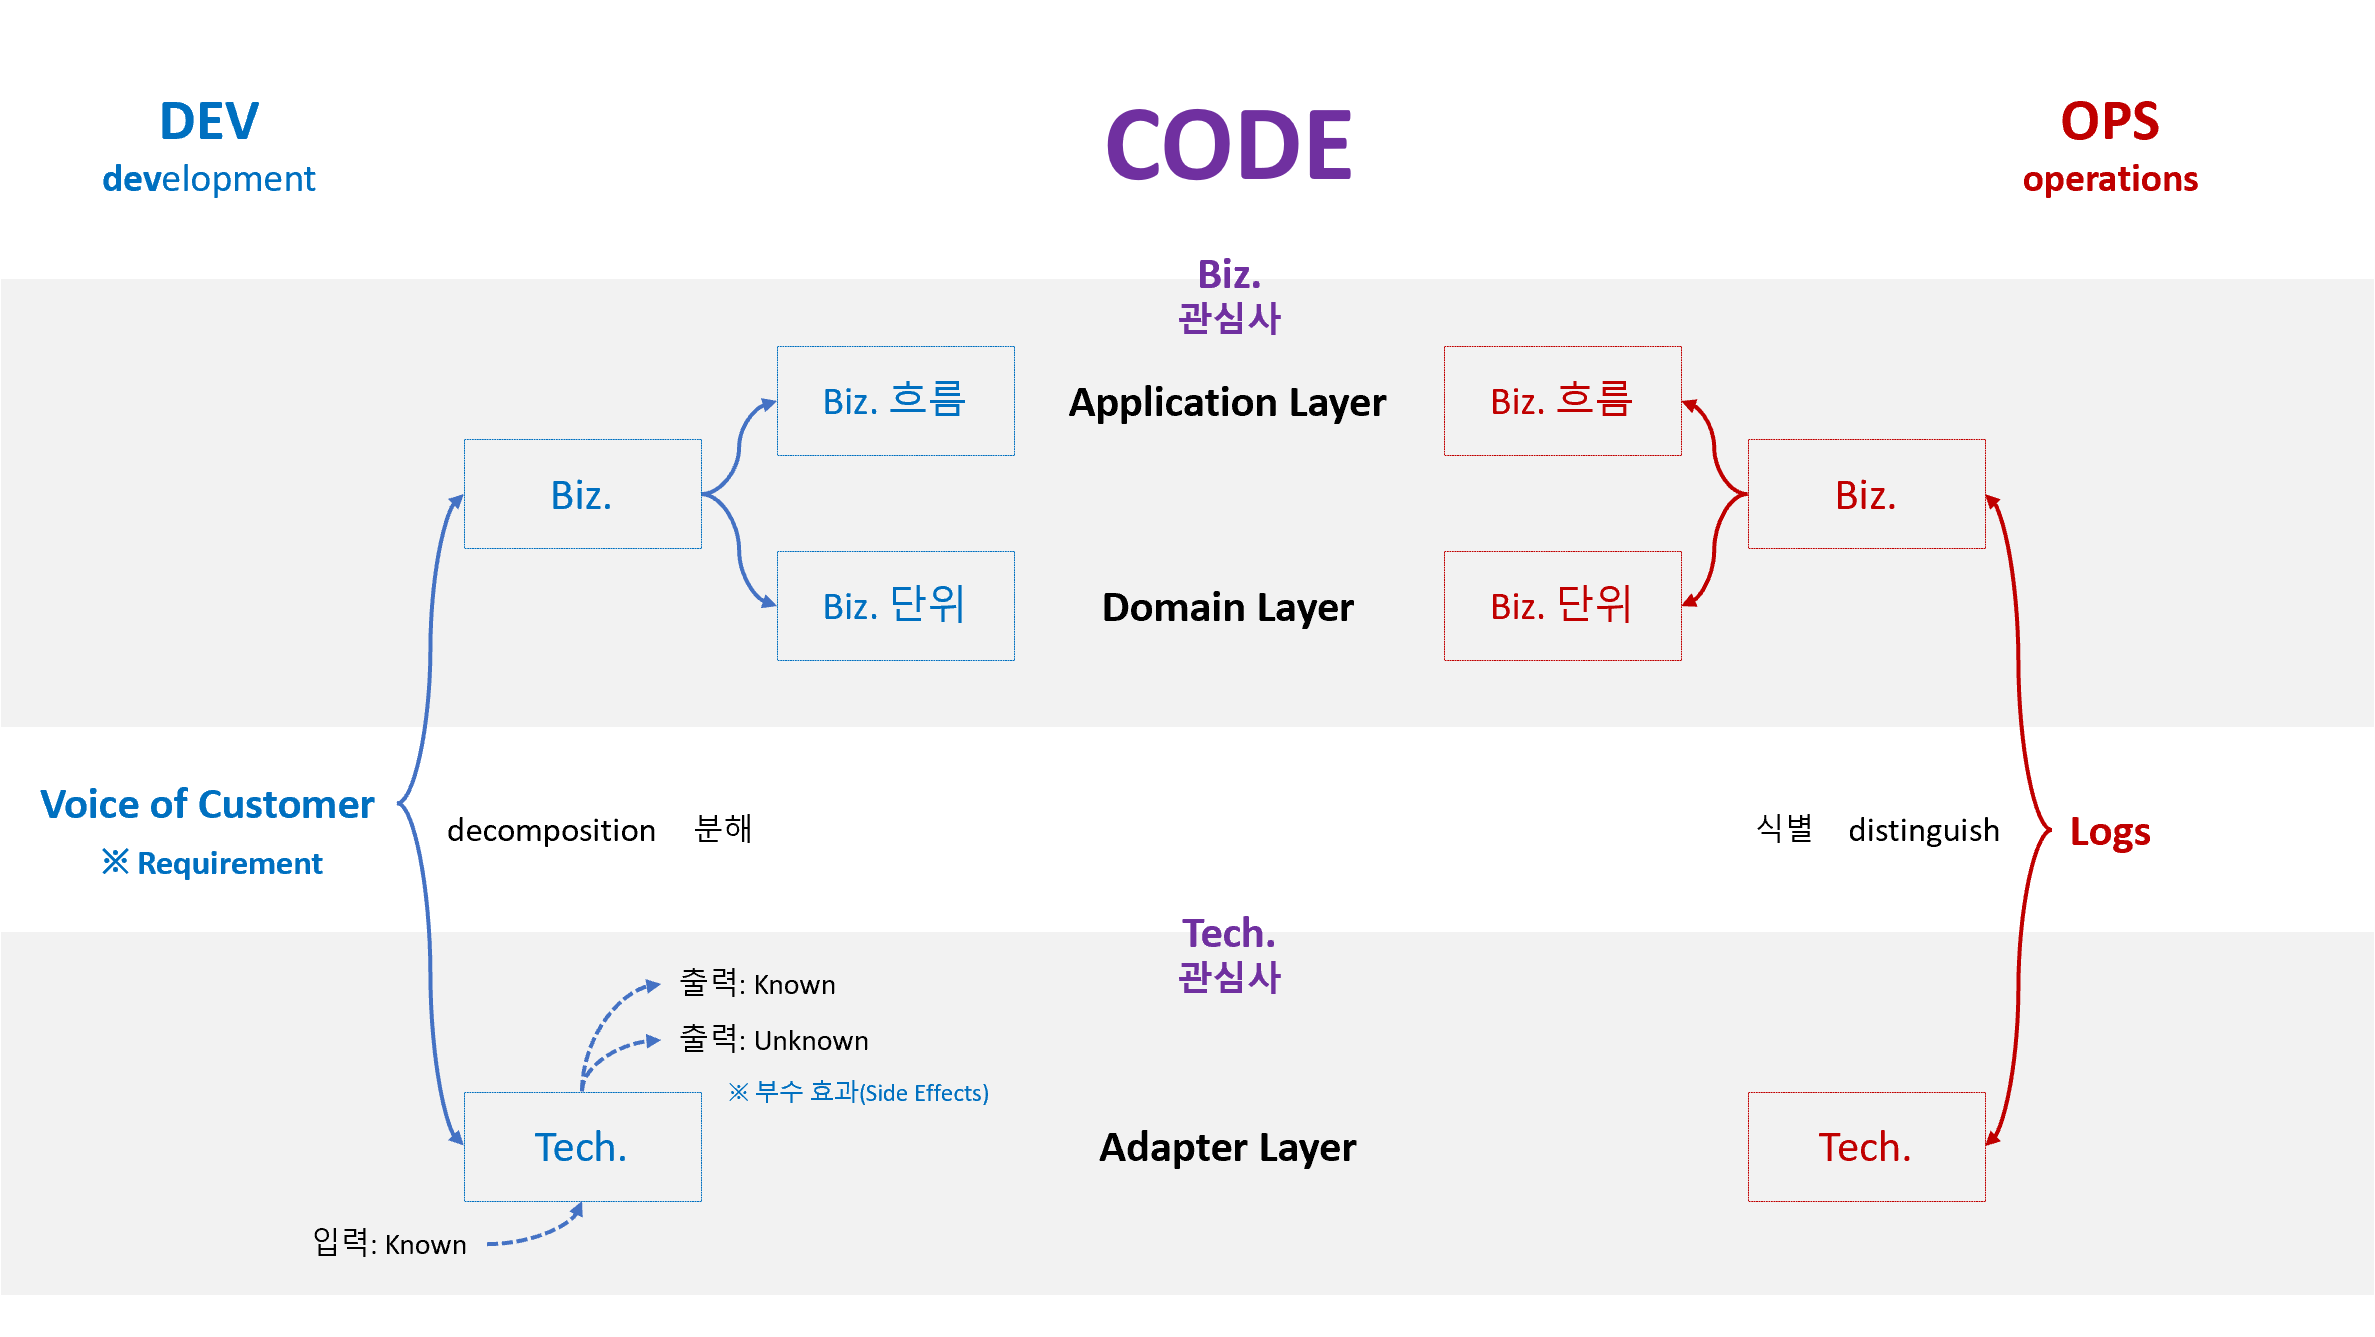 DEV
development
CODE
OPS
operations
Biz.
관심사
Biz. 흐름
Application Layer
Biz. 흐름
Biz.
Biz.
Biz. 단위
Domain Layer
Biz. 단위
Voice of Customer
※ Requirement
decomposition 분해
식별 distinguish
Logs
Tech.
관심사
출력: Known
출력: Unknown
※ 부수 효과(Side Effects)
Tech.
Adapter Layer
Tech.
입력: Known